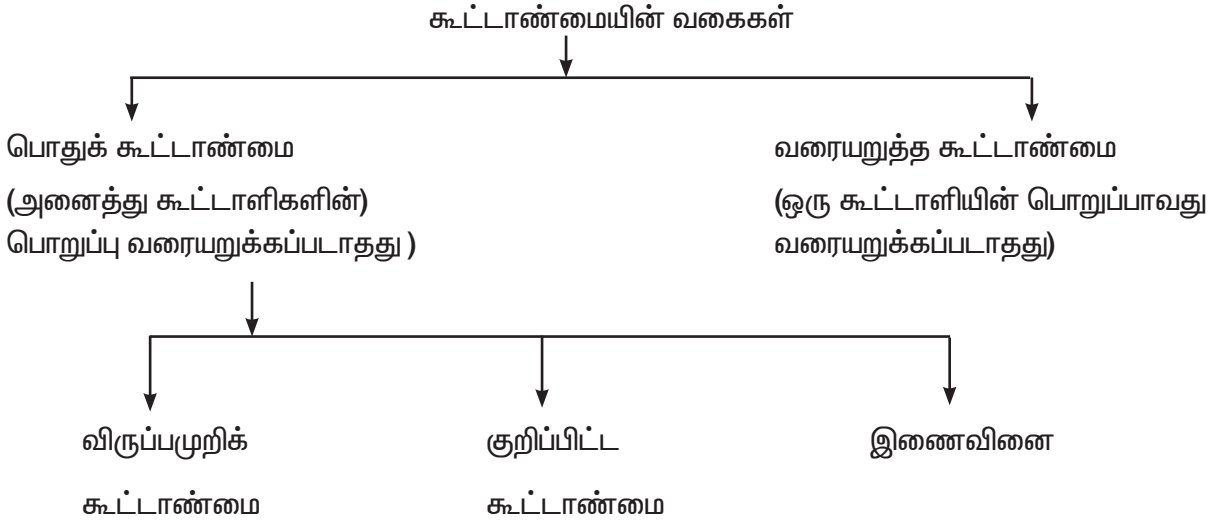 கூட்டாண்மையின் வகைகள்
பொதுக் கூட்டாண்மை
(அனைத்து கூட்டாளிகளின்)
பொறுப்பு வரையறுக்கப்படாதது )
வரையறுத்த கூட்டாண்மை
(ஒரு கூட்டாளியின் பொறுப்பாவது
வரையறுக்கப்படாதது)
விருப்பமுறிக்
கூட்டாண்மை
குறிப்பிட்ட
கூட்டாண்மை
இணைவினை